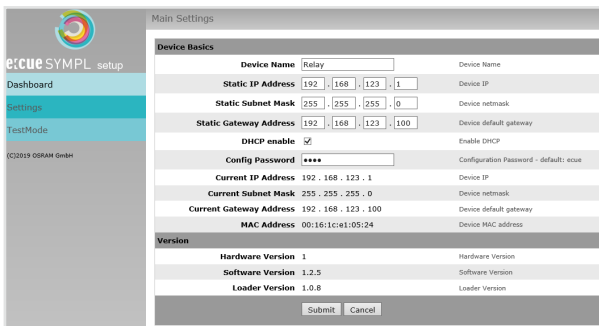 Main Settings
e:cue SYMPL setup
Dashboard
Settings
TestMode
(C)2019 OSRAM GmbH
Device Basics
Device Name Relay Device Name
Static IP Address 192 . 168 . 123 . 1 Device IP
Static Subnet Mask 255 . 255 . 255 . 0 Device netmask
Static Gateway Address 192 . 168 . 123 . 100 Device default gateway
DHCP enable Enable DHCP
Config Password •••• Configuration Password - default: ecue
Current IP Address 192 . 168 . 123 . 1 Device IP
Current Subnet Mask 255 . 255 . 255 . 0 Device netmask
Current Gateway Address 192 . 168 . 123 . 100 Device default gateway
MAC Address 00:16:1c:e1:05:24 Device MAC address
Version
Hardware Version 1 Hardware Version
Software Version 1.2.5 Software Version
Loader Version 1.0.8 Loader Version
Submit Cancel